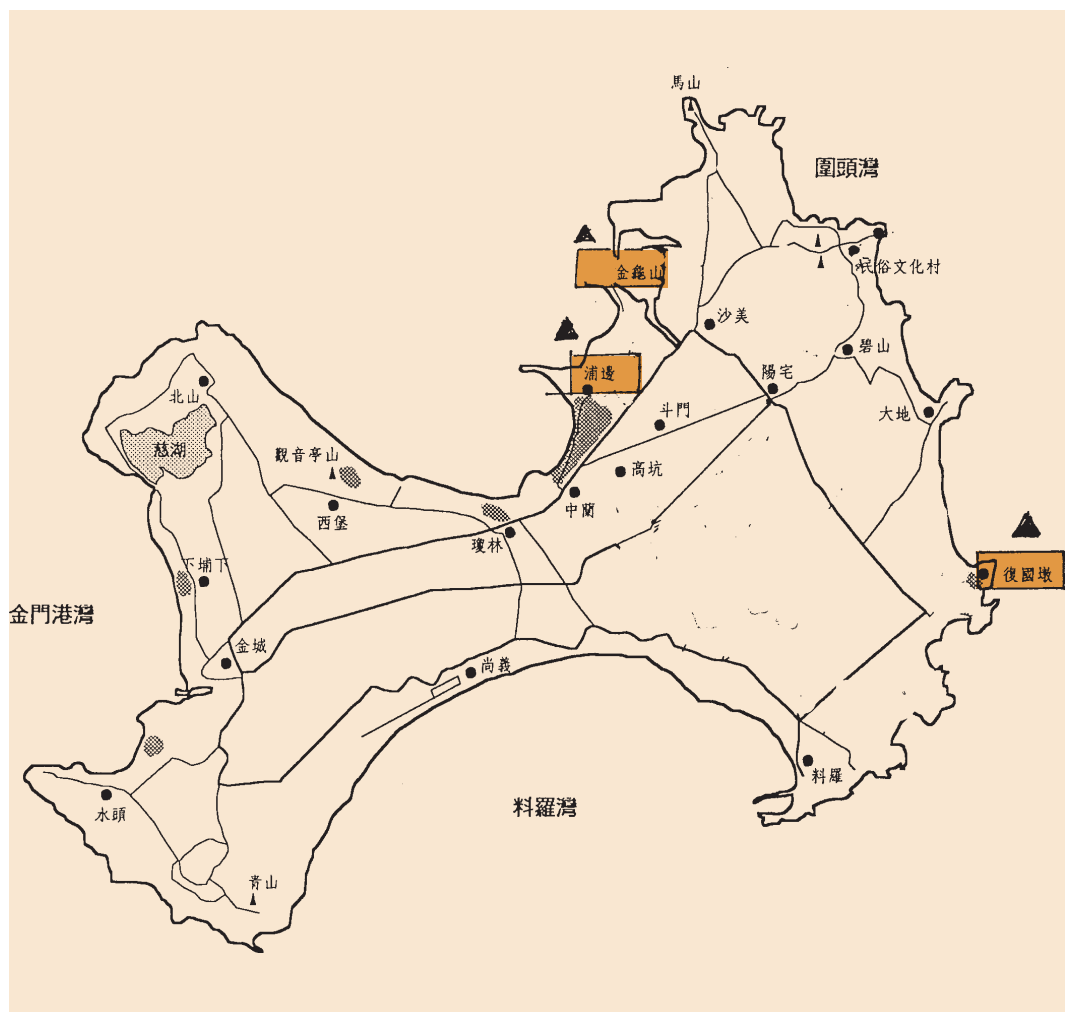 馬山
圍頭灣
金龜山
民俗文化村
沙美
碧山
浦邊
陽宅
北山
斗門
大地
慈湖
觀音亭山
高坑
中蘭
西堡
瓊林
下埔下
復國墩
金門港灣
金城
尚義
料羅
水頭
料羅灣
青山